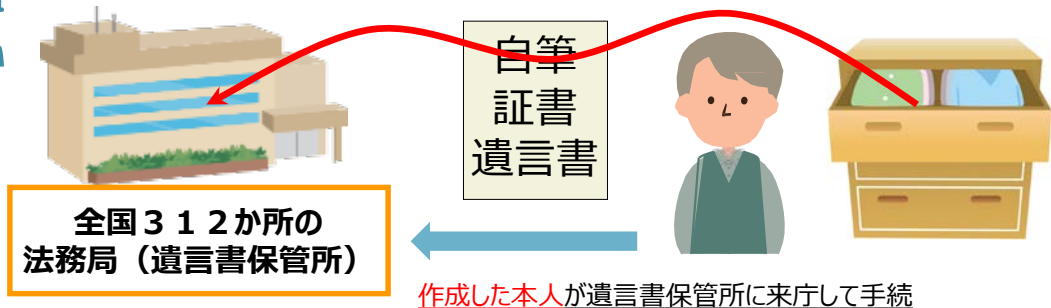 自筆
証書
遺言書
全国３１２か所の
法務局（遺言書保管所）
作成した本人が遺言書保管所に来庁して手続